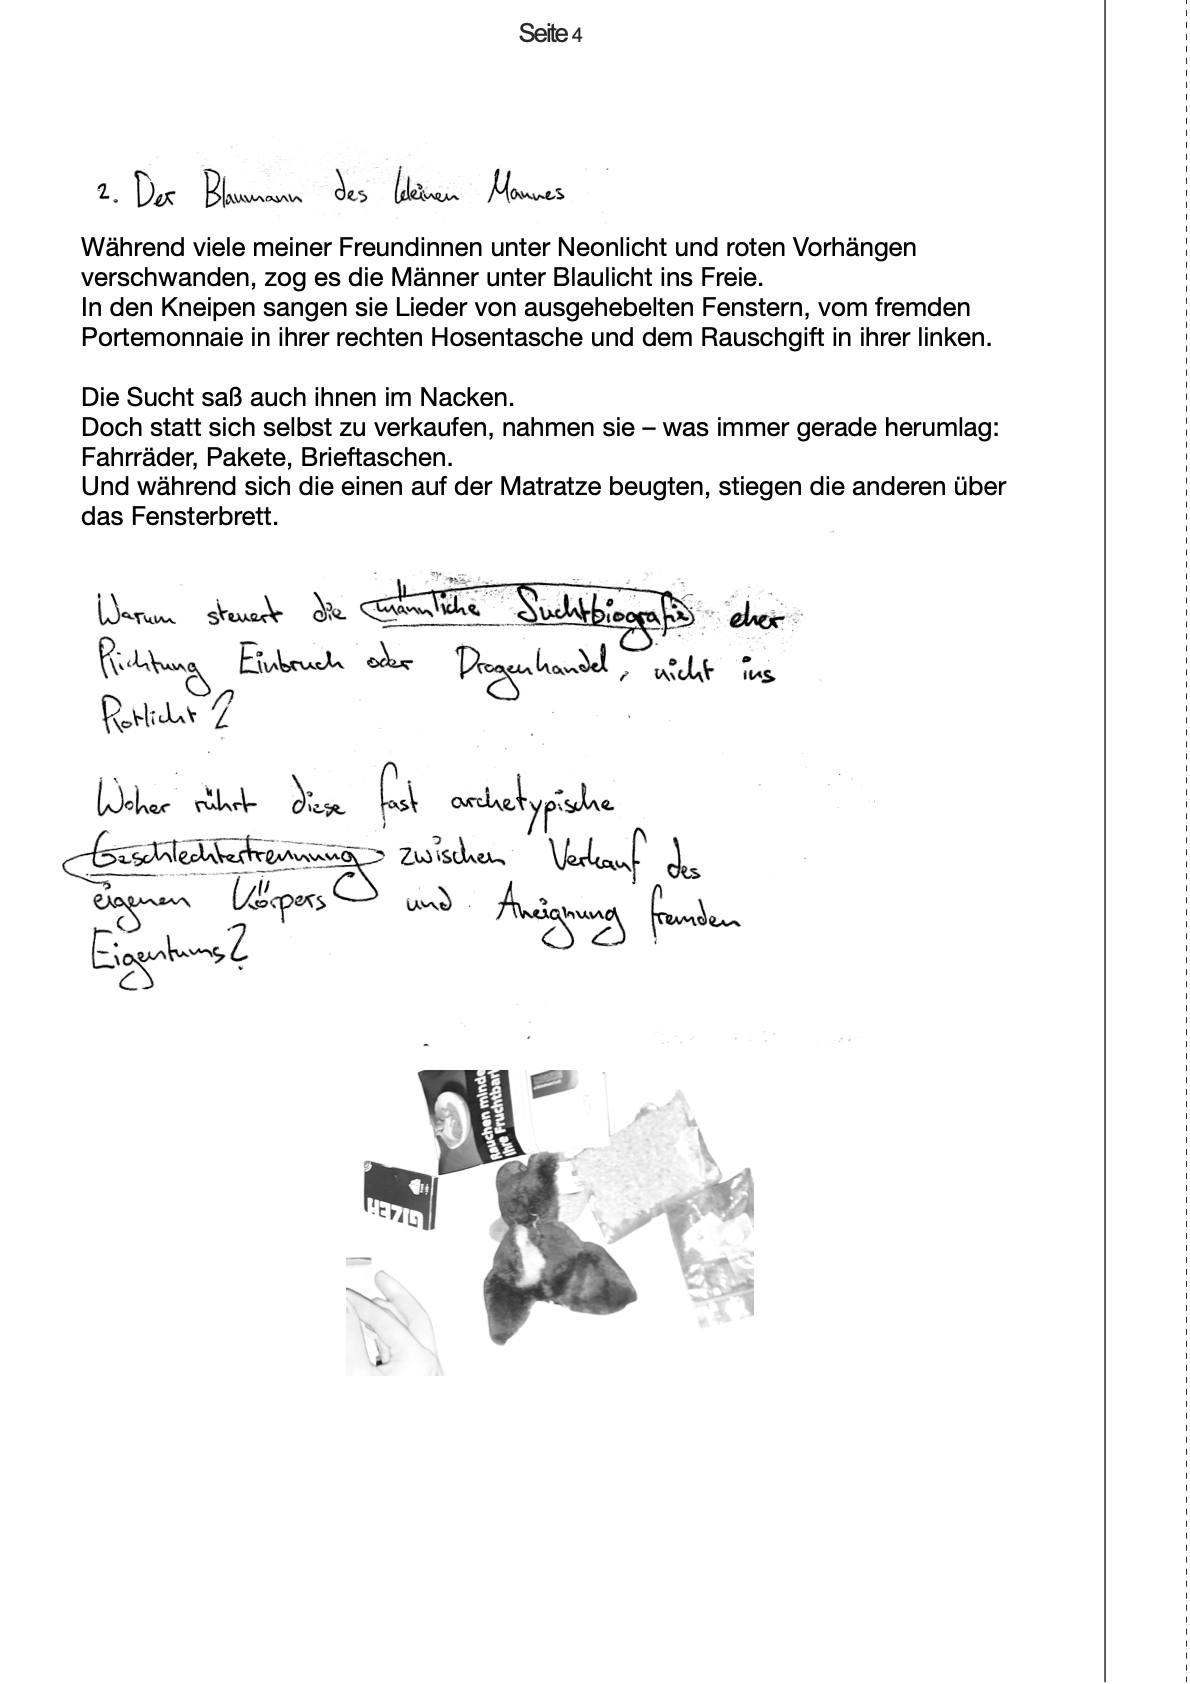 Seite 4
2. Der Blaumann des kleinen Mannes
Während viele meiner Freundinnen unter Neonlicht und roten Vorhängen
verschwanden, zog es die Männer unter Blaulicht ins Freie.
In den Kneipen sangen sie Lieder von ausgehebelten Fenstern, vom fremden
Portemonnaie in ihrer rechten Hosentasche und dem Rauschgift in ihrer linken.
Die Sucht saß auch ihnen im Nacken.
Doch statt sich selbst zu verkaufen, nahmen sie – was immer gerade herumlag:
Fahrräder, Pakete, Brieftaschen.
Und während sich die einen auf der Matratze beugten, stiegen die anderen über
das Fensterbrett.
Warum steuert die männliche Suchtbiografie eher
Richtung Einbruch oder Drogenhandel, nicht ins
Rotlicht?
Woher rührt diese fast archetypische
Geschlechtertrennung zwischen Verkauf des
eigenen Körpers und Aneignung fremden
Eigentums?
Rauchen minde
Ihre Fruchtbar
GIZEH